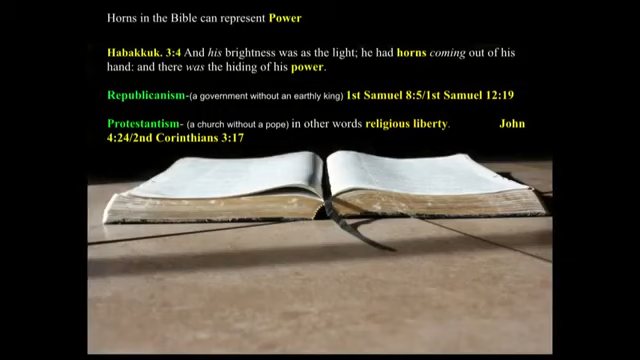 Horns in the Bible can represent Power
Habakkuk. 3:4 And his brightness was as the light; he had horns coming out of his
hand: and there was the hiding of his power.
Republicanism-(a government without an earthly king) 1st Samuel 8:5/1st Samuel 12:19
Protestantism- (a church without a pope) in other words religious liberty. John
4:24/2nd Corinthians 3:17